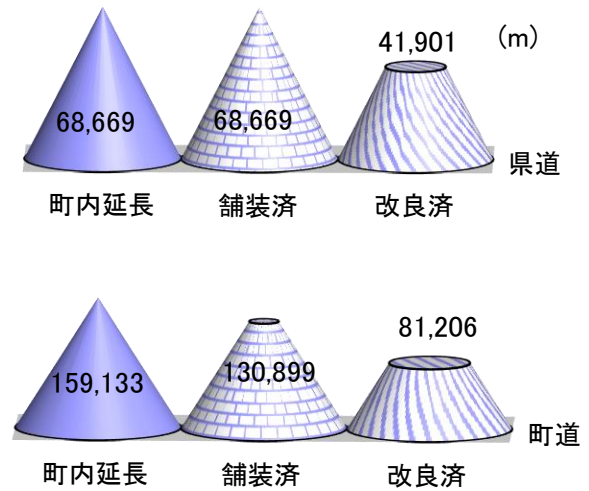 41,901 (m)
68,669 68,669
県道
町内延長 舗装済 改良済
81,206
159,133 130,899
町道
町内延長 舗装済 改良済